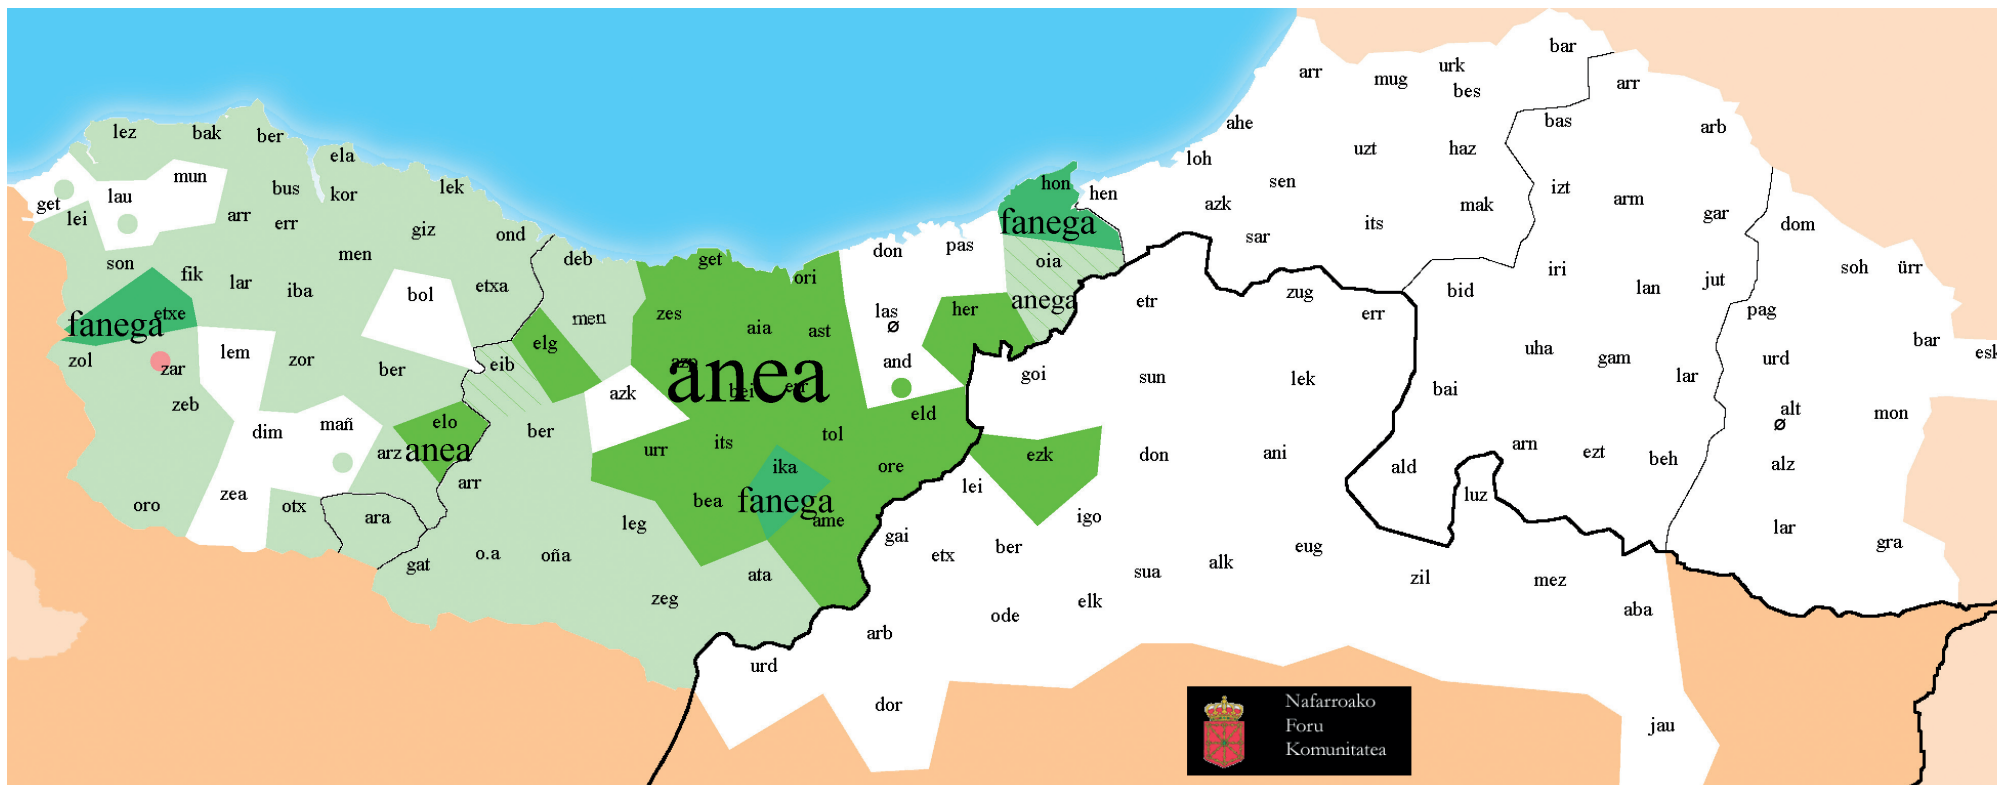 bar
urk
arr
mug
bes
arr
ahe
bas
arb
lez
bak
ber
uzt
haz
loh
ela
mun
sen
izt
bus
kor
lek
hon
hen
lau
get
lei
azk
mak
arm
gar
arr
err
giz
fanega
its
dom
ond
sar
men
don
pas
son
fik
deb
get
oia
iri
soh
ürr
lar
iba
ori
bol
etxa
anega
etr
zug
bid
lan
jut
fanega
etxe
men
zes
aia
ast
las
her
err
pag
ø
zol
zar
lem
zor
elg
uha
bar
esk
ber
eib
azp
anea
and
goi
sun
lek
gam
urd
lar
zeb
azk
bei
err
bai
alt
mon
ø
dim
mañ
elo
ber
eld
arz
anea
urr
its
tol
ezk
don
ani
arn
ezt
beh
alz
ika
ore
ald
arr
lei
luz
zea
oro
otx
ara
bea
fanega
ame
leg
igo
lar
gat
o.a
oña
gai
etx
ber
eug
gra
ata
sua
alk
zil
mez
zeg
ode
elk
aba
arb
urd
dor
jau
Nafarroako
Foru
Komunitatea